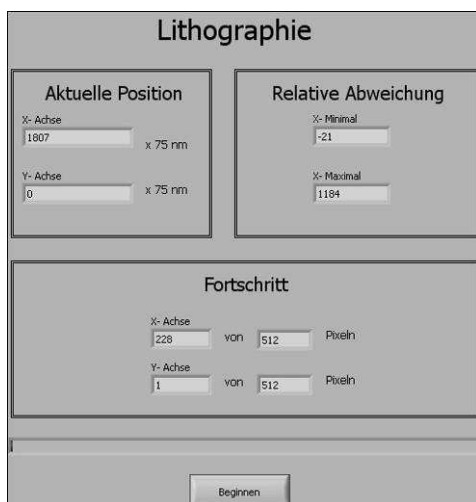 Lithographie
Aktuelle Position
X- Achse
1807
x 75 nm
Y- Achse
0
x 75 nm
Relative Abweichung
X- Minimal
-21
X- Maximal
1184
Fortschritt
X- Achse
228 von 512 Pixeln
Y- Achse
1 von 512 Pixeln
Beginnen